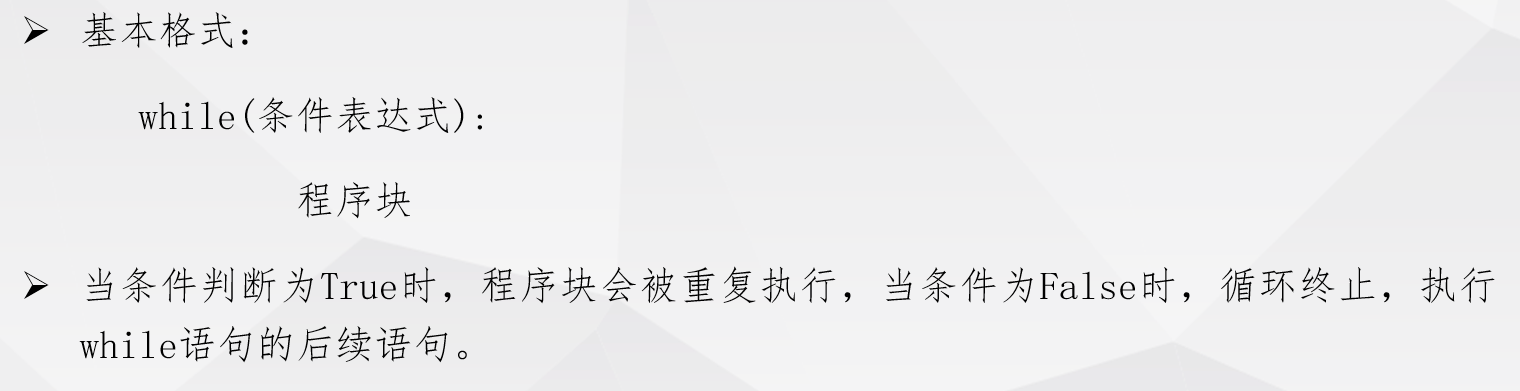 ➢ 基本格式：
while(条件表达式):
程序块
➢ 当条件判断为True时，程序块会被重复执行，当条件为False时，循环终止，执行
while语句的后续语句。